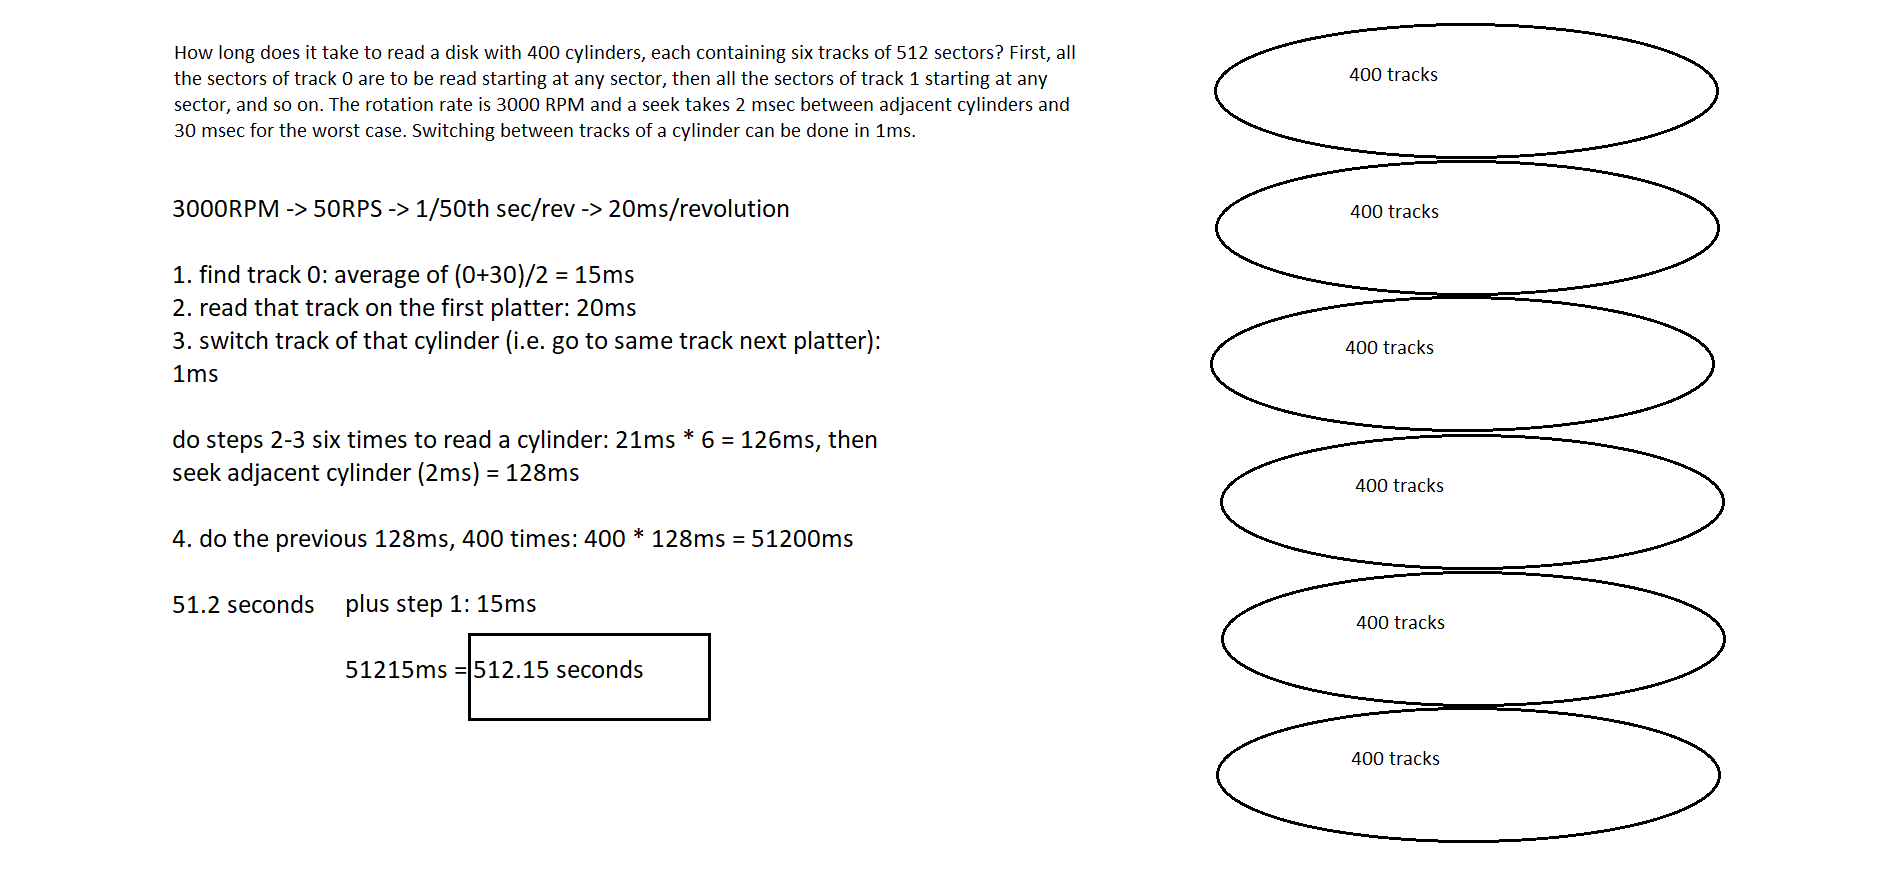 How long does it take to read a disk with 400 cylinders, each containing six tracks of 512 sectors? First, all
the sectors of track 0 are to be read starting at any sector, then all the sectors of track 1 starting at any
sector, and so on. The rotation rate is 3000 RPM and a seek takes 2 msec between adjacent cylinders and
30 msec for the worst case. Switching between tracks of a cylinder can be done in 1ms.
3000RPM -> 50RPS -> 1/50th sec/rev -> 20ms/revolution
1. find track 0: average of (0+30)/2 = 15ms
2. read that track on the first platter: 20ms
3. switch track of that cylinder (i.e. go to same track next platter):
1ms
do steps 2-3 six times to read a cylinder: 21ms * 6 = 126ms, then
seek adjacent cylinder (2ms) = 128ms
4. do the previous 128ms, 400 times: 400 * 128ms = 51200ms
51.2 seconds plus step 1: 15ms
51215ms = 512.15 seconds
400 tracks
400 tracks
400 tracks
400 tracks
400 tracks
400 tracks